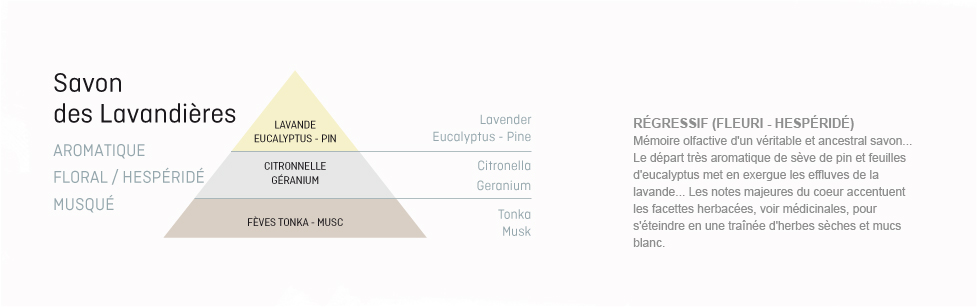 Savon
des Lavandières
AROMATIQUE
FLORAL / HESPÉRIDÉ
MUSQUÉ
LAVANDE
EUCALYPTUS - PIN
CITRONNELLE
GÉRANIUM
FÈVES TONKA - MUSC
Lavender
Eucalyptus - Pine
Citronella
Geranium
Tonka
Musk
RÉGRESSIF (FLEURI - HESPÉRIDÉ)
Mémoire olfactive d'un véritable et ancestral savon...
Le départ très aromatique de sève de pin et feuilles
d'eucalyptus met en exergue les effluves de la
lavande... Les notes majeures du coeur accentuent
les facettes herbacées, voir médicinales, pour
s'éteindre en une traînée d'herbes sèches et mucs
blanc.